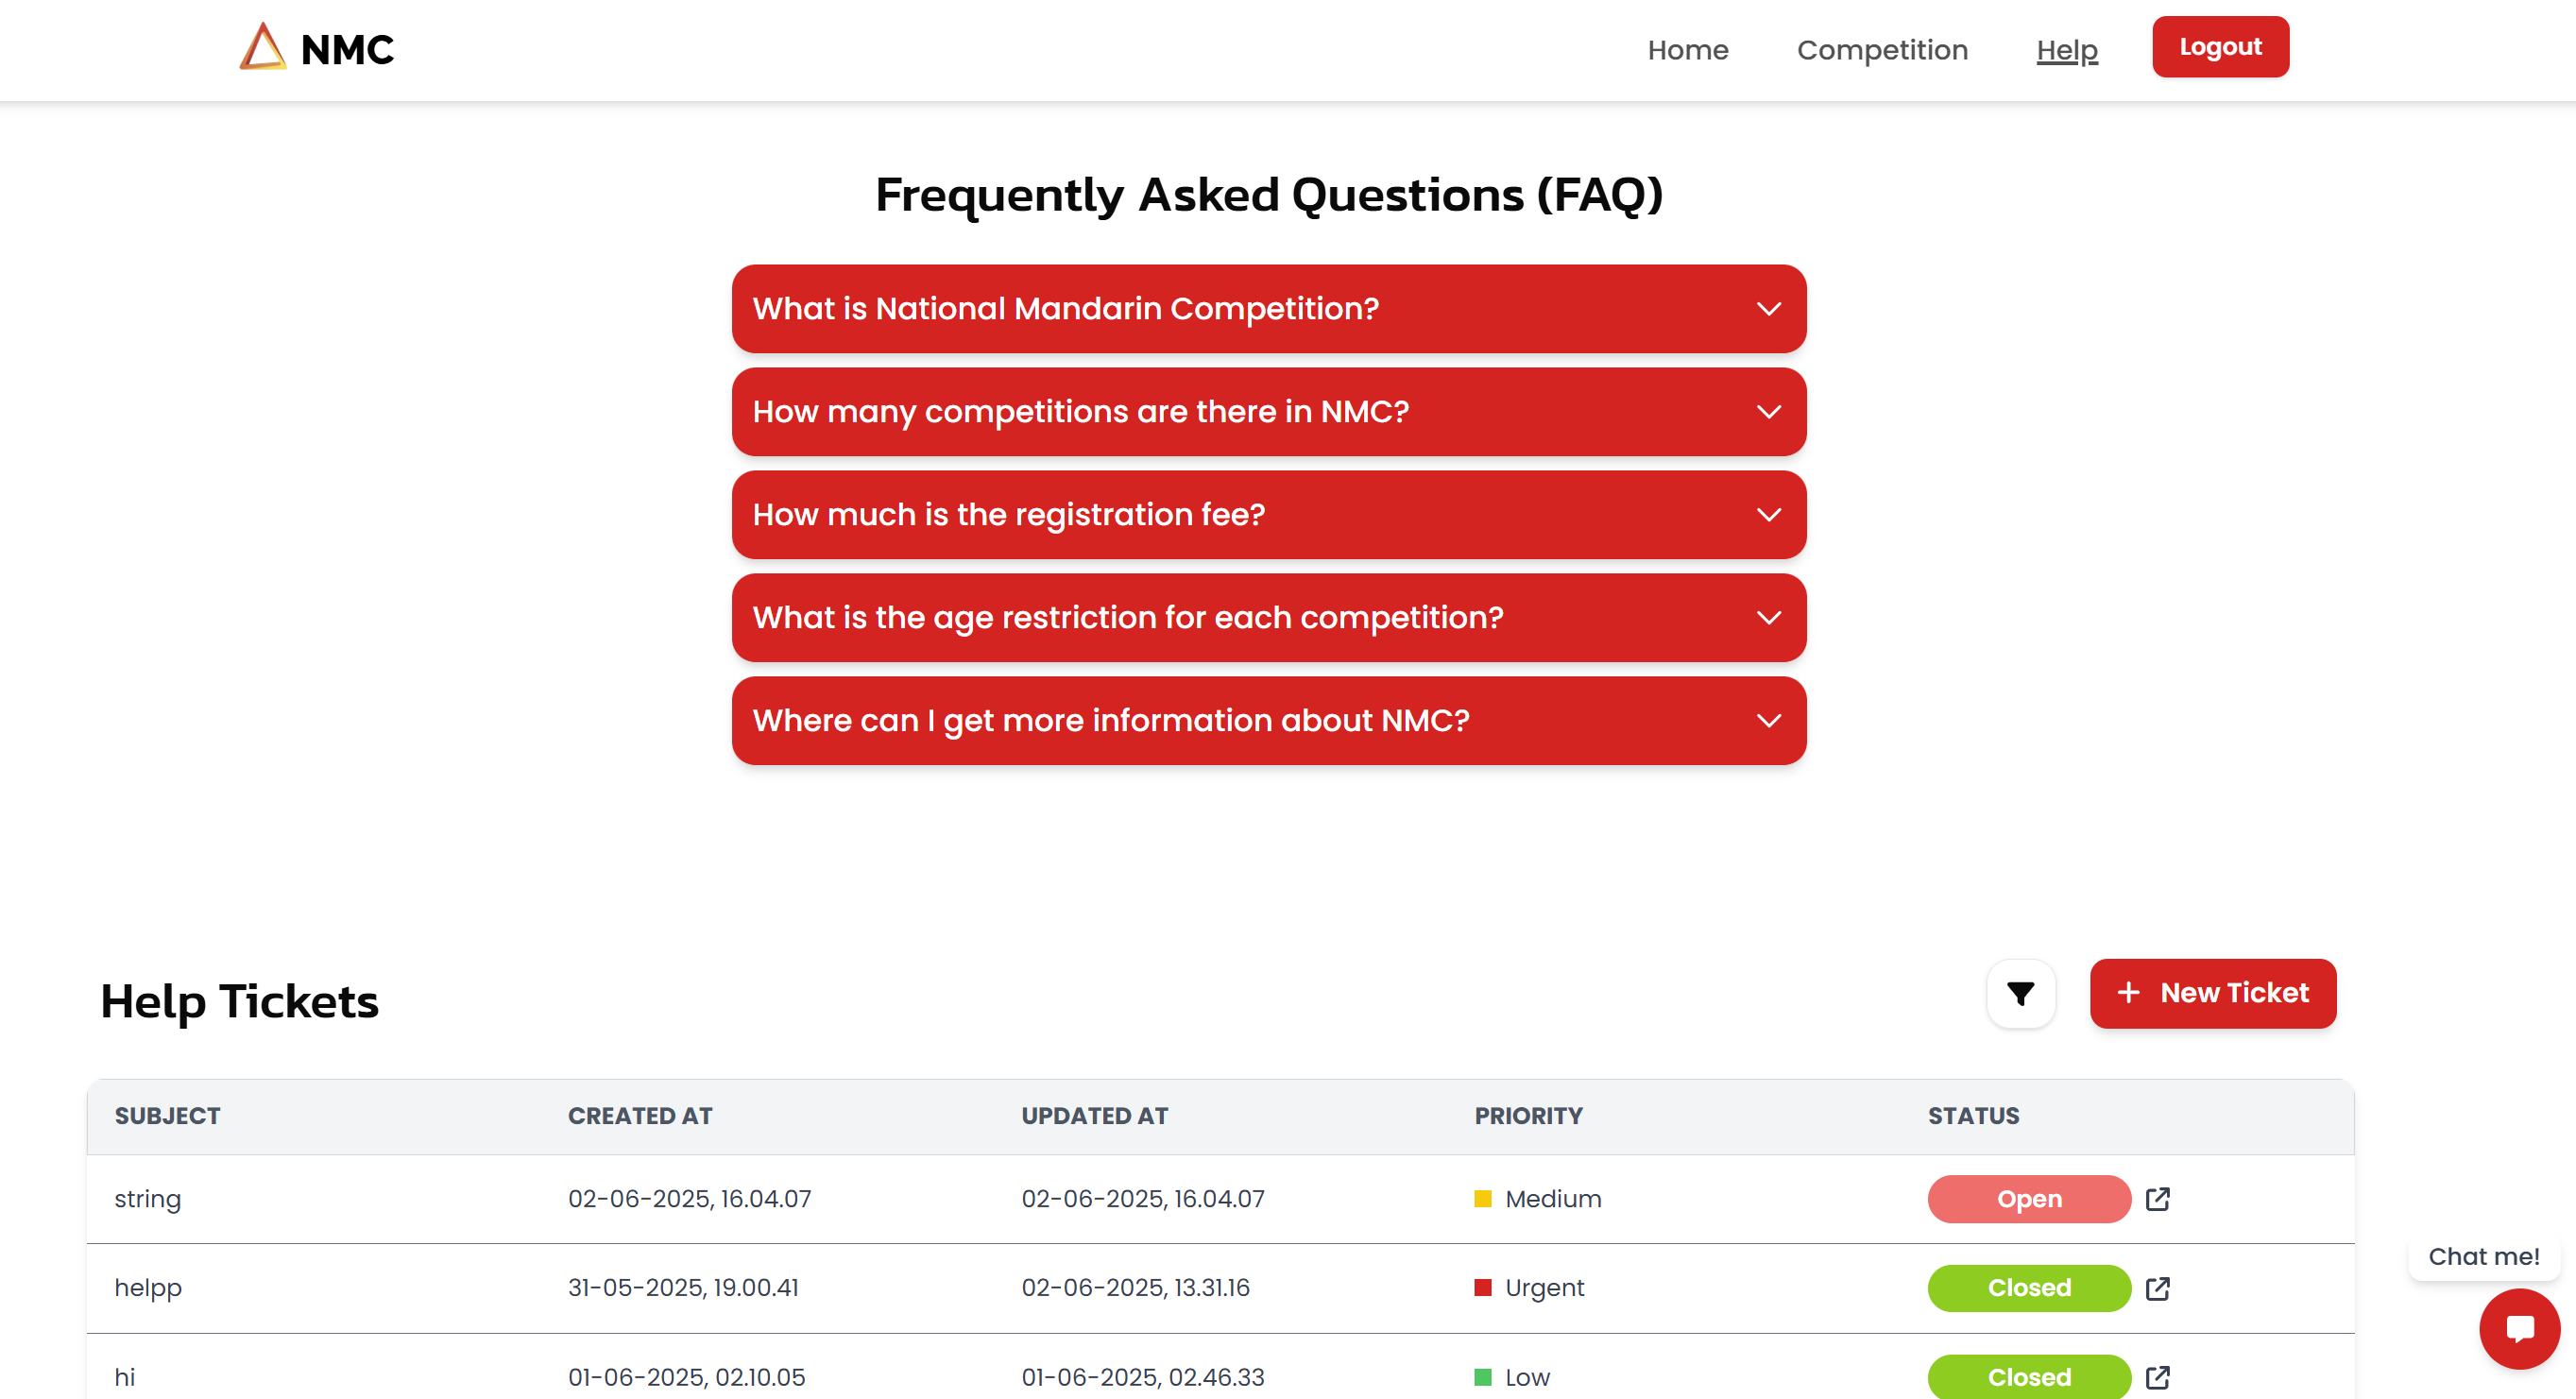 NMC
Home Competition Help Logout
Frequently Asked Questions (FAQ)
What is National Mandarin Competition?
How many competitions are there in NMC?
How much is the registration fee?
What is the age restriction for each competition?
Where can I get more information about NMC?
Help Tickets
+ New Ticket
SUBJECT CREATED AT UPDATED AT PRIORITY STATUS
string 02-06-2025, 16.04.07 02-06-2025, 16.04.07 Medium Open
helpp 31-05-2025, 19.00.41 02-06-2025, 13.31.16 Urgent Closed
Chat me!
hi 01-06-2025, 02.10.05 01-06-2025, 02.46.33 Low Closed